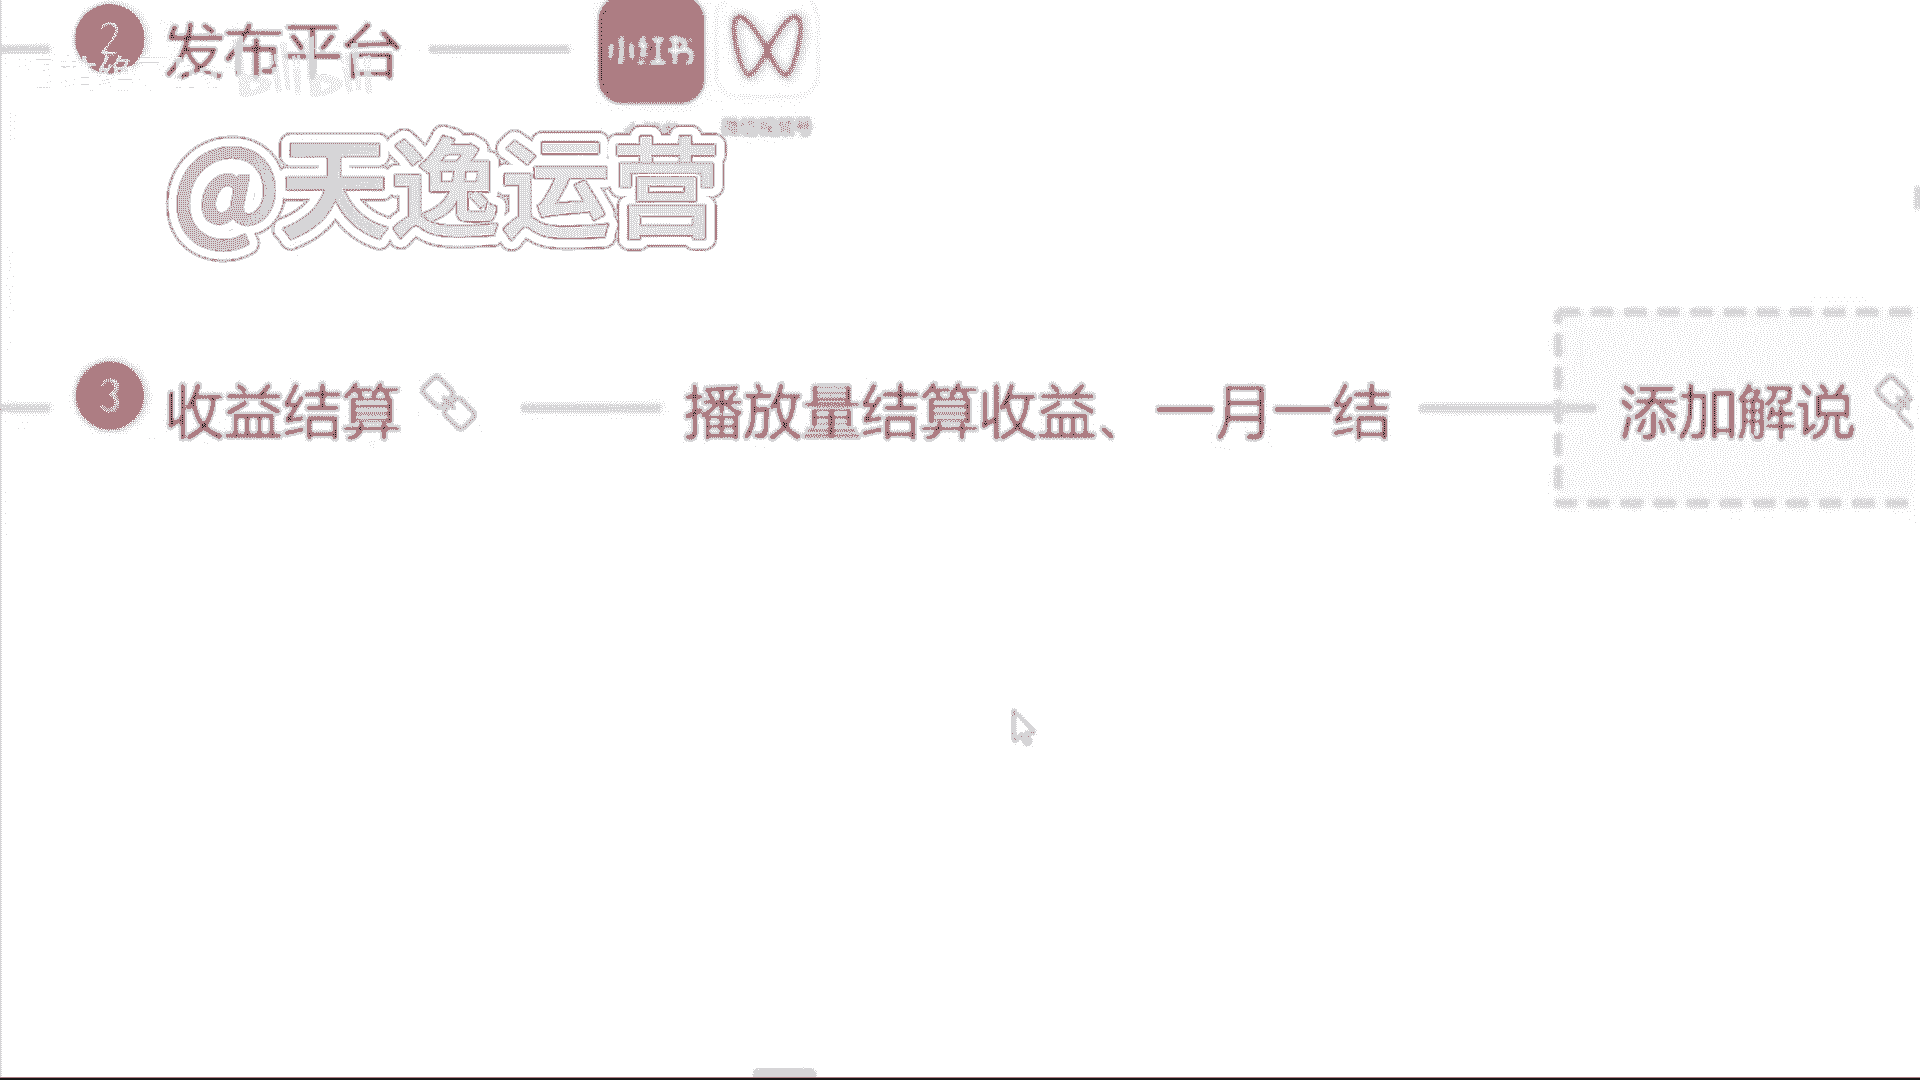 2 发布平台 小红书
bilibili
@天逸运营
3 收益结算 播放量结算收益、一月一结 添加解说